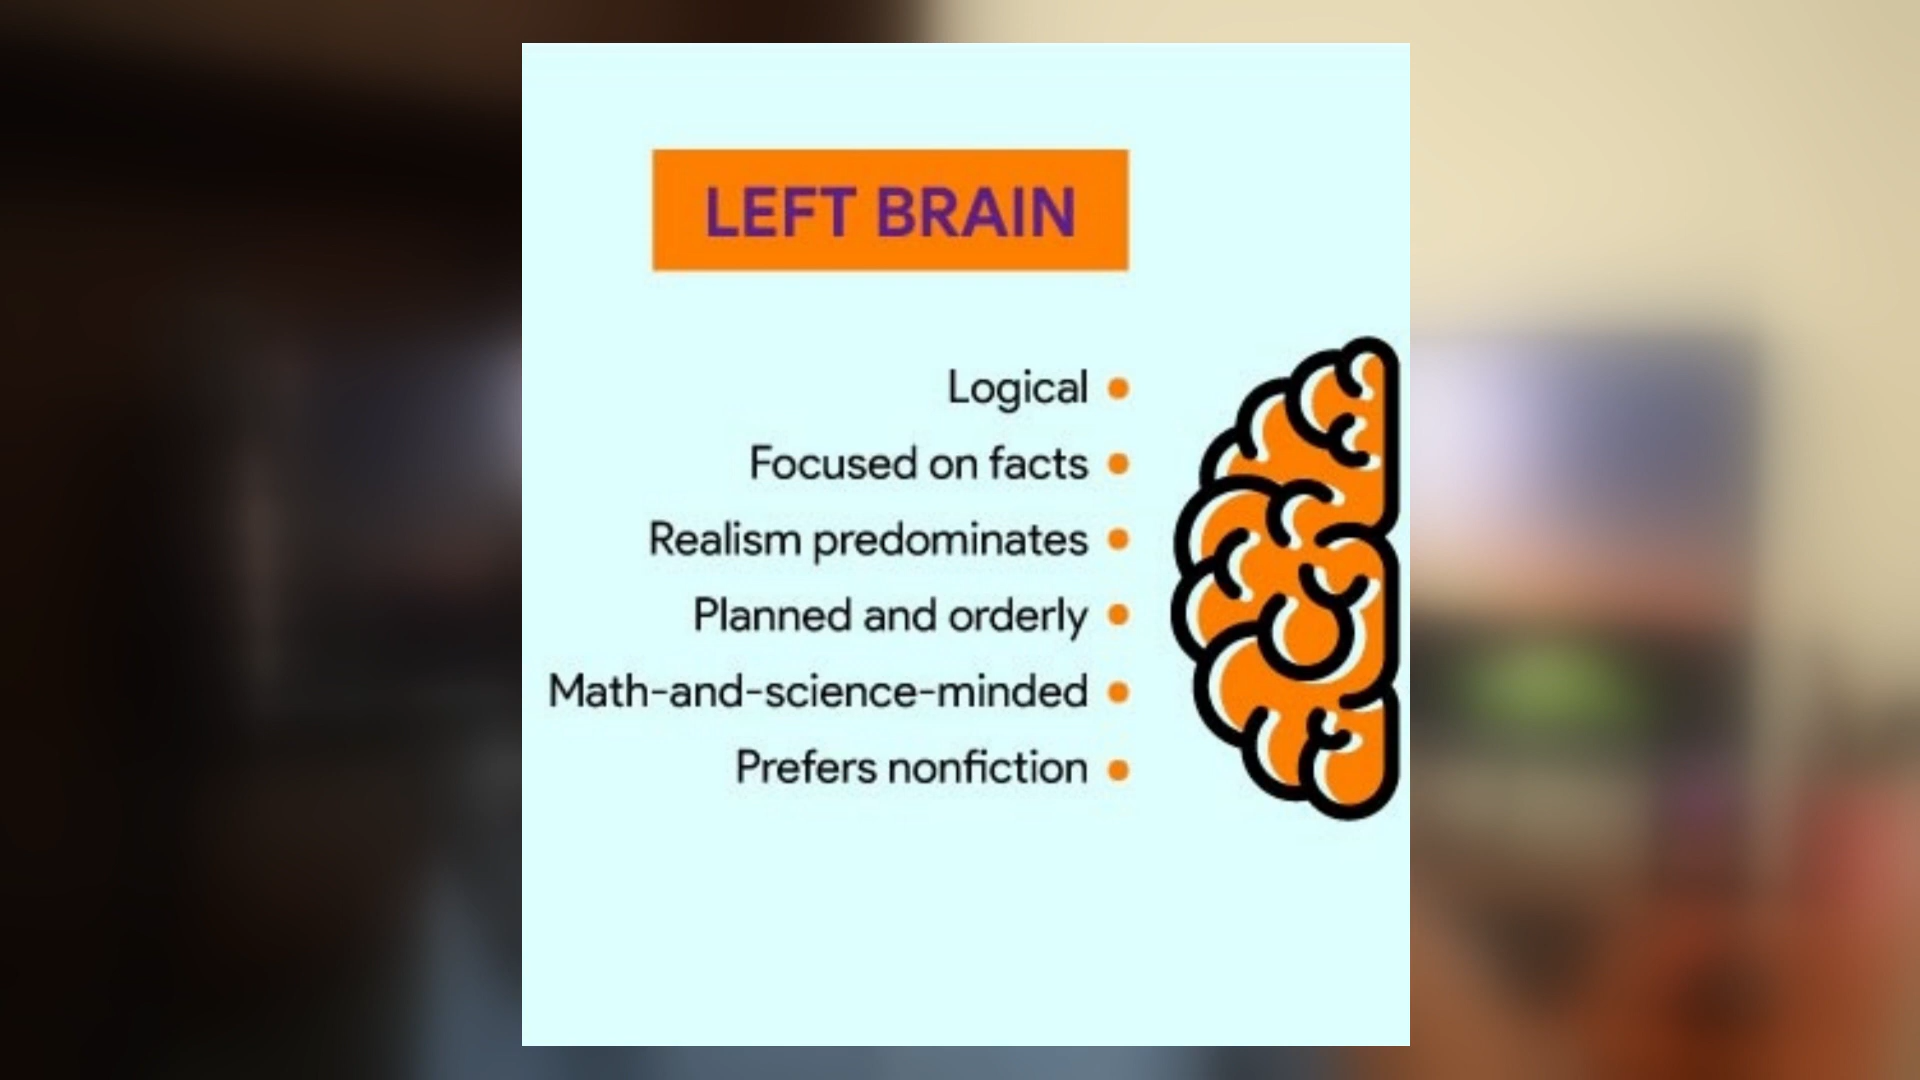 LEFT BRAIN
Logical
Focused on facts
Realism predominates
Planned and orderly
Math-and-science-minded
Prefers nonfiction